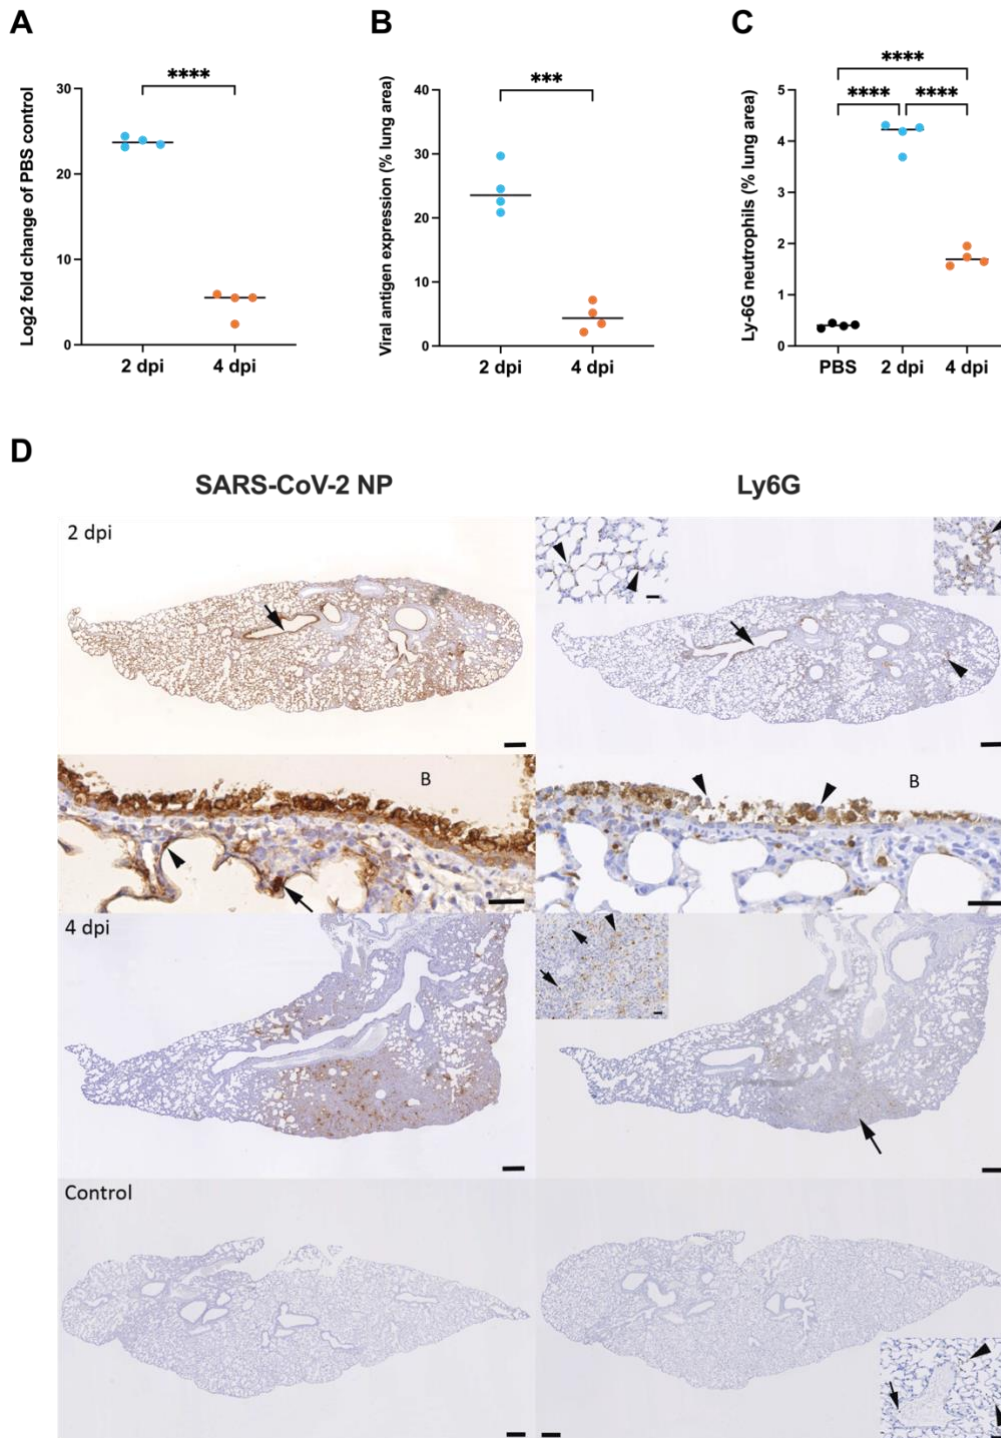 A
B
C
Log2 fold change of PBS control
30
20
10
0
****
2 dpi
4 dpi
Viral antigen expression (% lung area)
40
30
20
10
0
***
2 dpi
4 dpi
Ly-6G neutrophils (% lung area)
5
4
3
2
1
0
****
****
****
PBS
2 dpi
4 dpi
D
SARS-CoV-2 NP
Ly6G
2 dpi
B
B
4 dpi
Control